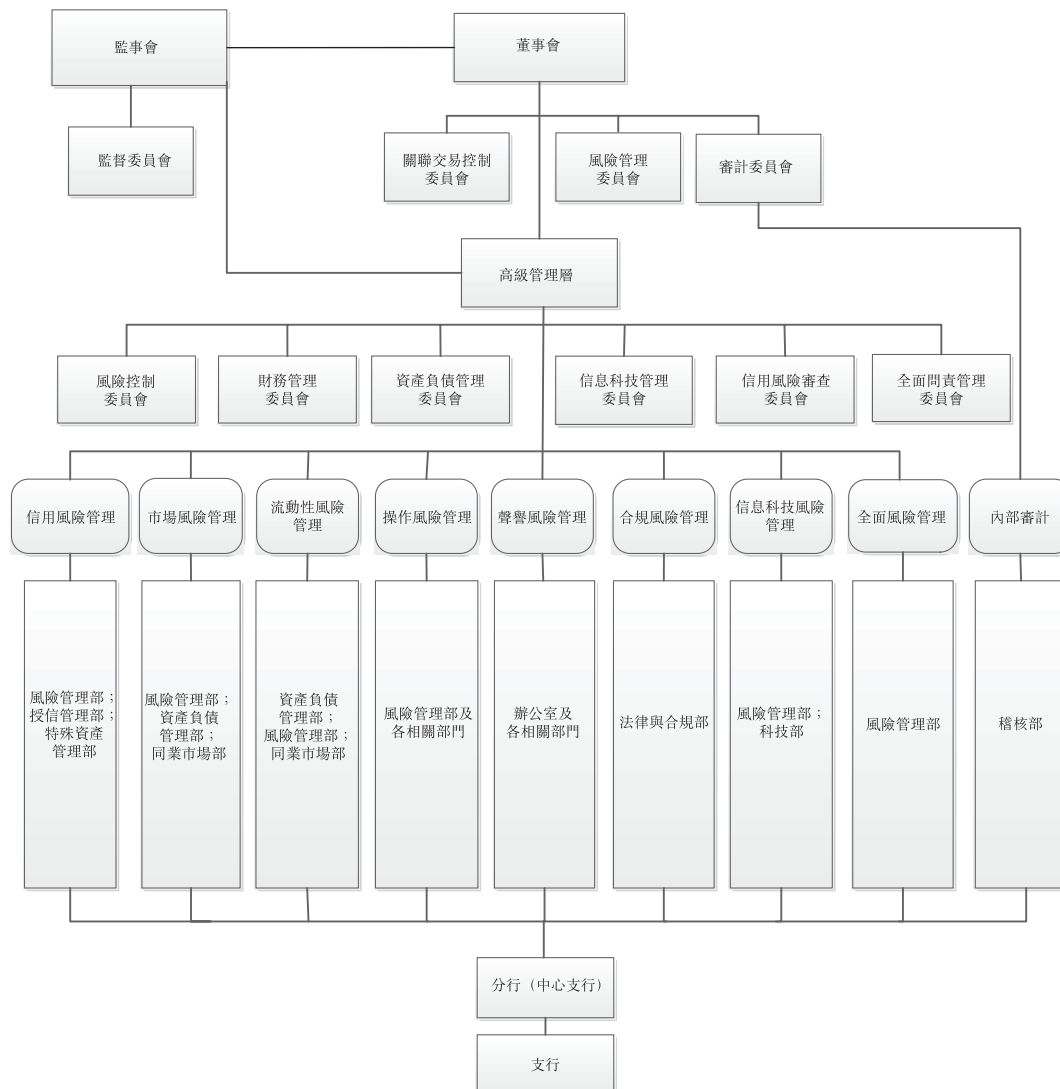 監事會
董事會
監督委員會
關聯交易控制
委員會
風險管理
委員會
審計委員會
高級管理層
風險控制
委員會
財務管理
委員會
資產負債管理
委員會
信息科技管理
委員會
信用風險審查
委員會
全面問責管理
委員會
信用風險管理
市場風險管理
流動性風險
管理
操作風險管理
聲譽風險管理
合規風險管理
信息科技風險
管理
全面風險管理
內部審計
風險管理部；
授信管理部；
特殊資產
管理部
風險管理部；
資產負債
管理部；
同業市場部
資產負債
管理部；
風險管理部；
同業市場部
風險管理部及
各相關部門
辦公室及
各相關部門
法律與合規部
風險管理部；
科技部
風險管理部
稽核部
分行（中心支行）
支行